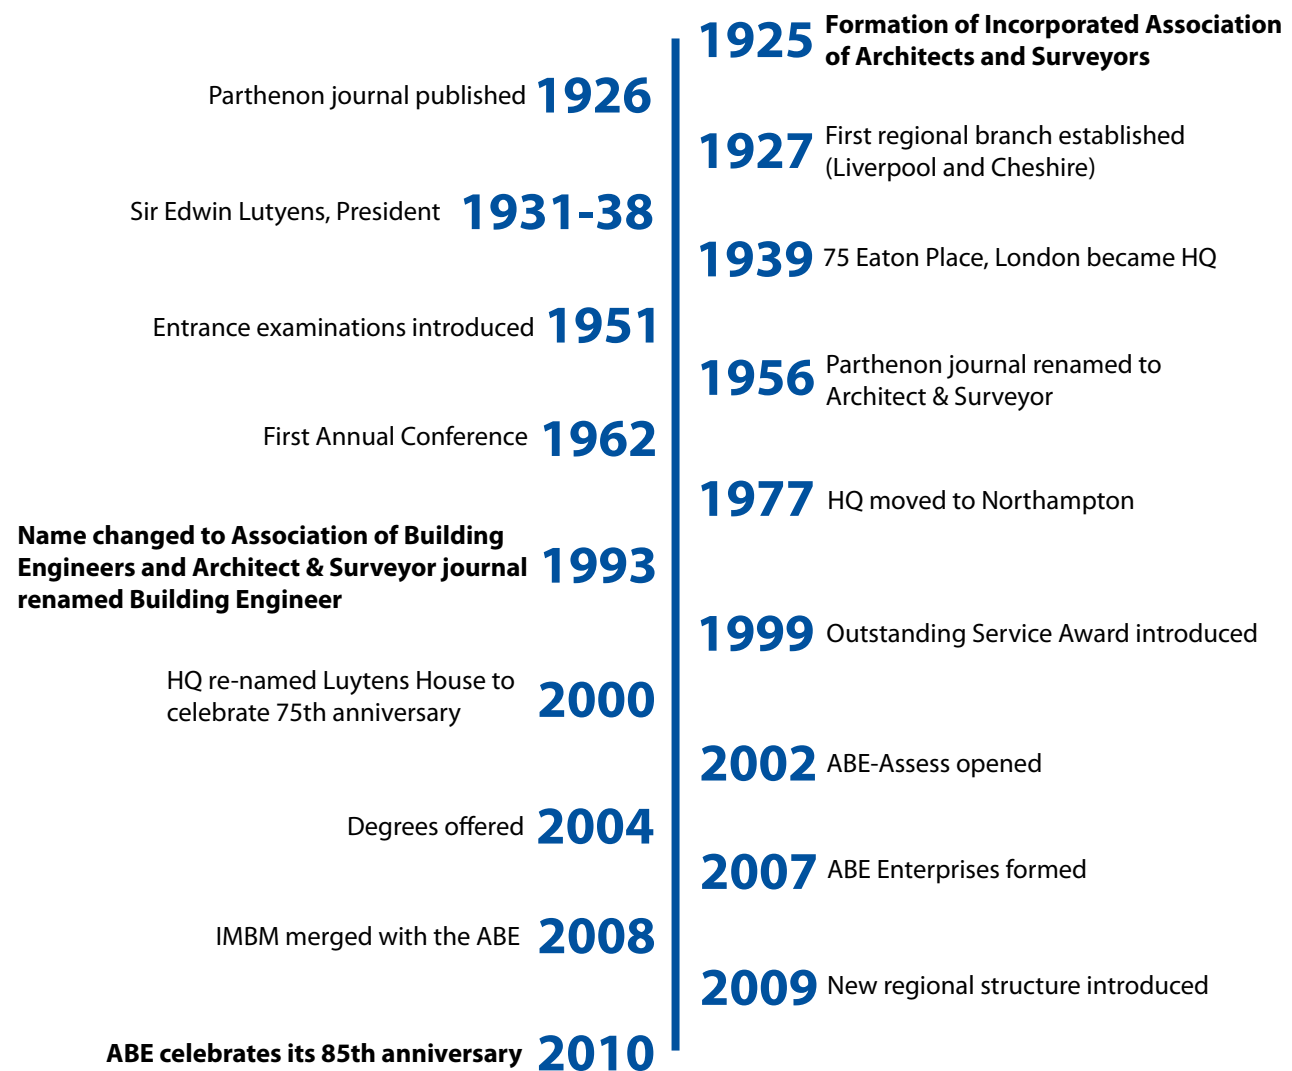 1925 Formation of Incorporated Association
of Architects and Surveyors
Parthenon journal published 1926
1927 First regional branch established
(Liverpool and Cheshire)
Sir Edwin Lutyens, President 1931-38
1939 75 Eaton Place, London became HQ
Entrance examinations introduced 1951
1956 Parthenon journal renamed to
Architect & Surveyor
First Annual Conference 1962
1977 HQ moved to Northampton
Name changed to Association of Building
Engineers and Architect & Surveyor journal
renamed Building Engineer
1993
1999 Outstanding Service Award introduced
HQ re-named Luytens House to
celebrate 75th anniversary
2000
2002 ABE-Assess opened
Degrees offered 2004
2007 ABE Enterprises formed
IMBM merged with the ABE 2008
2009 New regional structure introduced
ABE celebrates its 85th anniversary 2010